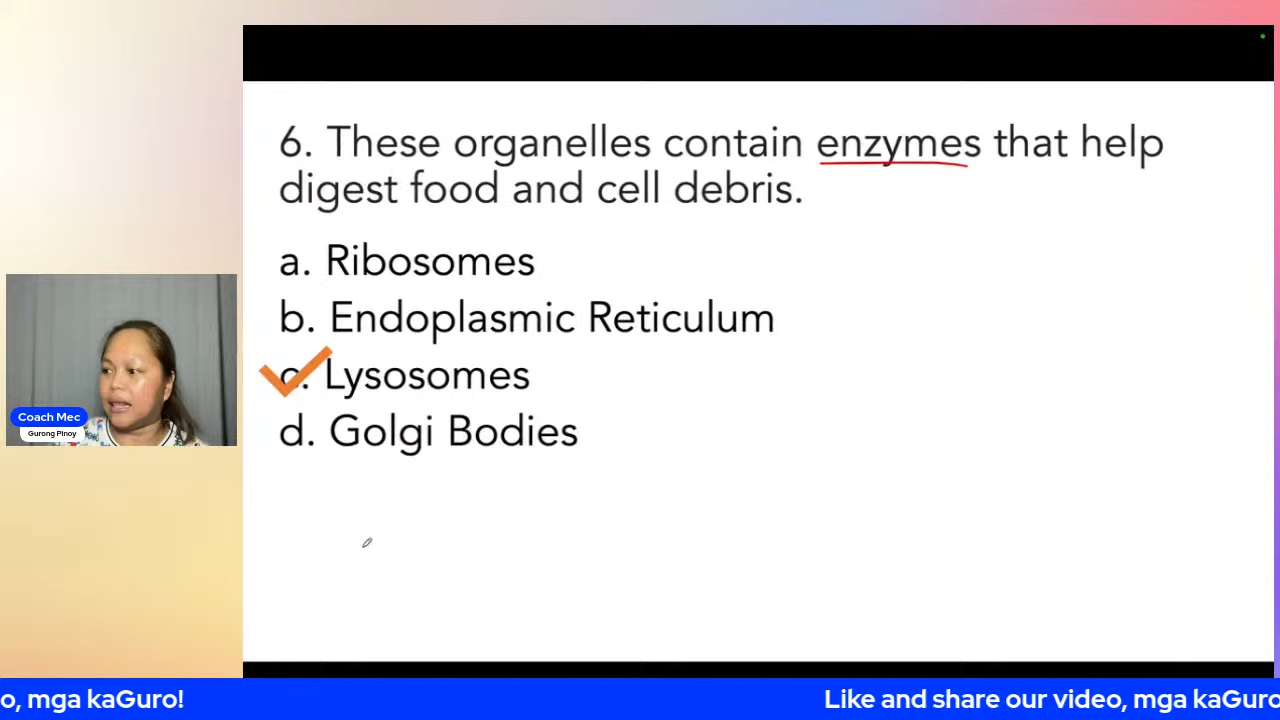 6. These organelles contain enzymes that help
digest food and cell debris.
a. Ribosomes
b. Endoplasmic Reticulum
c. Lysosomes
d. Golgi Bodies
Coach Mec
Gurong Pinoy
o, mga kaGuro!
Like and share our video, mga kaGuro